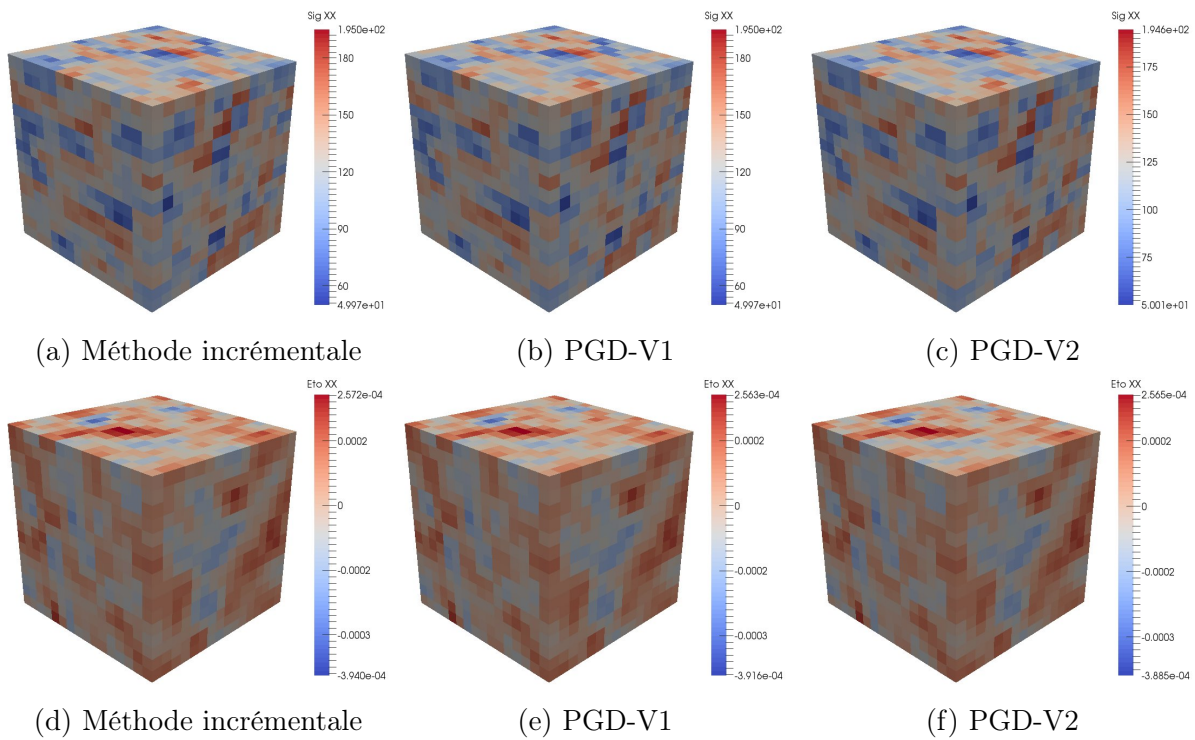 Sig XX
1.950e+02
180
150
120
90
60
4.997e+01
Sig XX
1.950e+02
180
150
120
90
60
4.997e+01
Sig XX
1.946e+02
175
150
125
100
75
5.001e+01
(a) Méthode incrémentale
(b) PGD-V1
(c) PGD-V2
Eto XX
2.572e-04
0.0002
0
-0.0002
-0.0003
-3.940e-04
Eto XX
2.563e-04
0.0002
0
-0.0002
-0.0003
-3.916e-04
Eto XX
2.565e-04
0.0002
0
-0.0002
-0.0003
-3.885e-04
(d) Méthode incrémentale
(e) PGD-V1
(f) PGD-V2